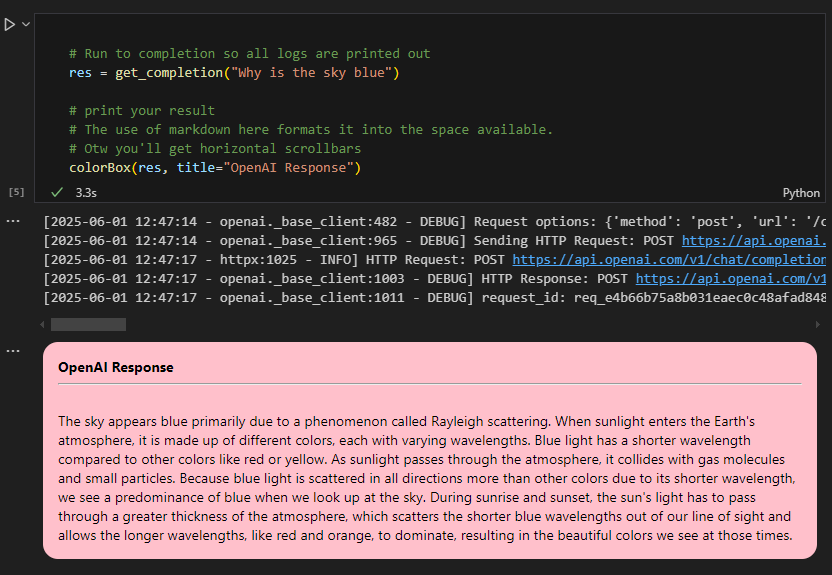 # Run to completion so all logs are printed out
res = get_completion("Why is the sky blue")
# print your result
# The use of markdown here formats it into the space available.
# Otw you'll get horizontal scrollbars
colorBox(res, title="OpenAI Response")
[5] 3.3s Python
[2025-06-01 12:47:14 - openai._base_client:482 - DEBUG] Request options: {'method': 'post', 'url': '/c
[2025-06-01 12:47:14 - openai._base_client:965 - DEBUG] Sending HTTP Request: POST https://api.openai.
[2025-06-01 12:47:17 - httpx:1025 - INFO] HTTP Request: POST https://api.openai.com/v1/chat/completion
[2025-06-01 12:47:17 - openai._base_client:1003 - DEBUG] HTTP Response: POST https://api.openai.com/v1
[2025-06-01 12:47:17 - openai._base_client:1011 - DEBUG] request_id: req_e4b66b75a8b031eaec0c48afad848
OpenAI Response
The sky appears blue primarily due to a phenomenon called Rayleigh scattering. When sunlight enters the Earth's
atmosphere, it is made up of different colors, each with varying wavelengths. Blue light has a shorter wavelength
compared to other colors like red or yellow. As sunlight passes through the atmosphere, it collides with gas molecules
and small particles. Because blue light is scattered in all directions more than other colors due to its shorter wavelength,
we see a predominance of blue when we look up at the sky. During sunrise and sunset, the sun's light has to pass
through a greater thickness of the atmosphere, which scatters the shorter blue wavelengths out of our line of sight and
allows the longer wavelengths, like red and orange, to dominate, resulting in the beautiful colors we see at those times.